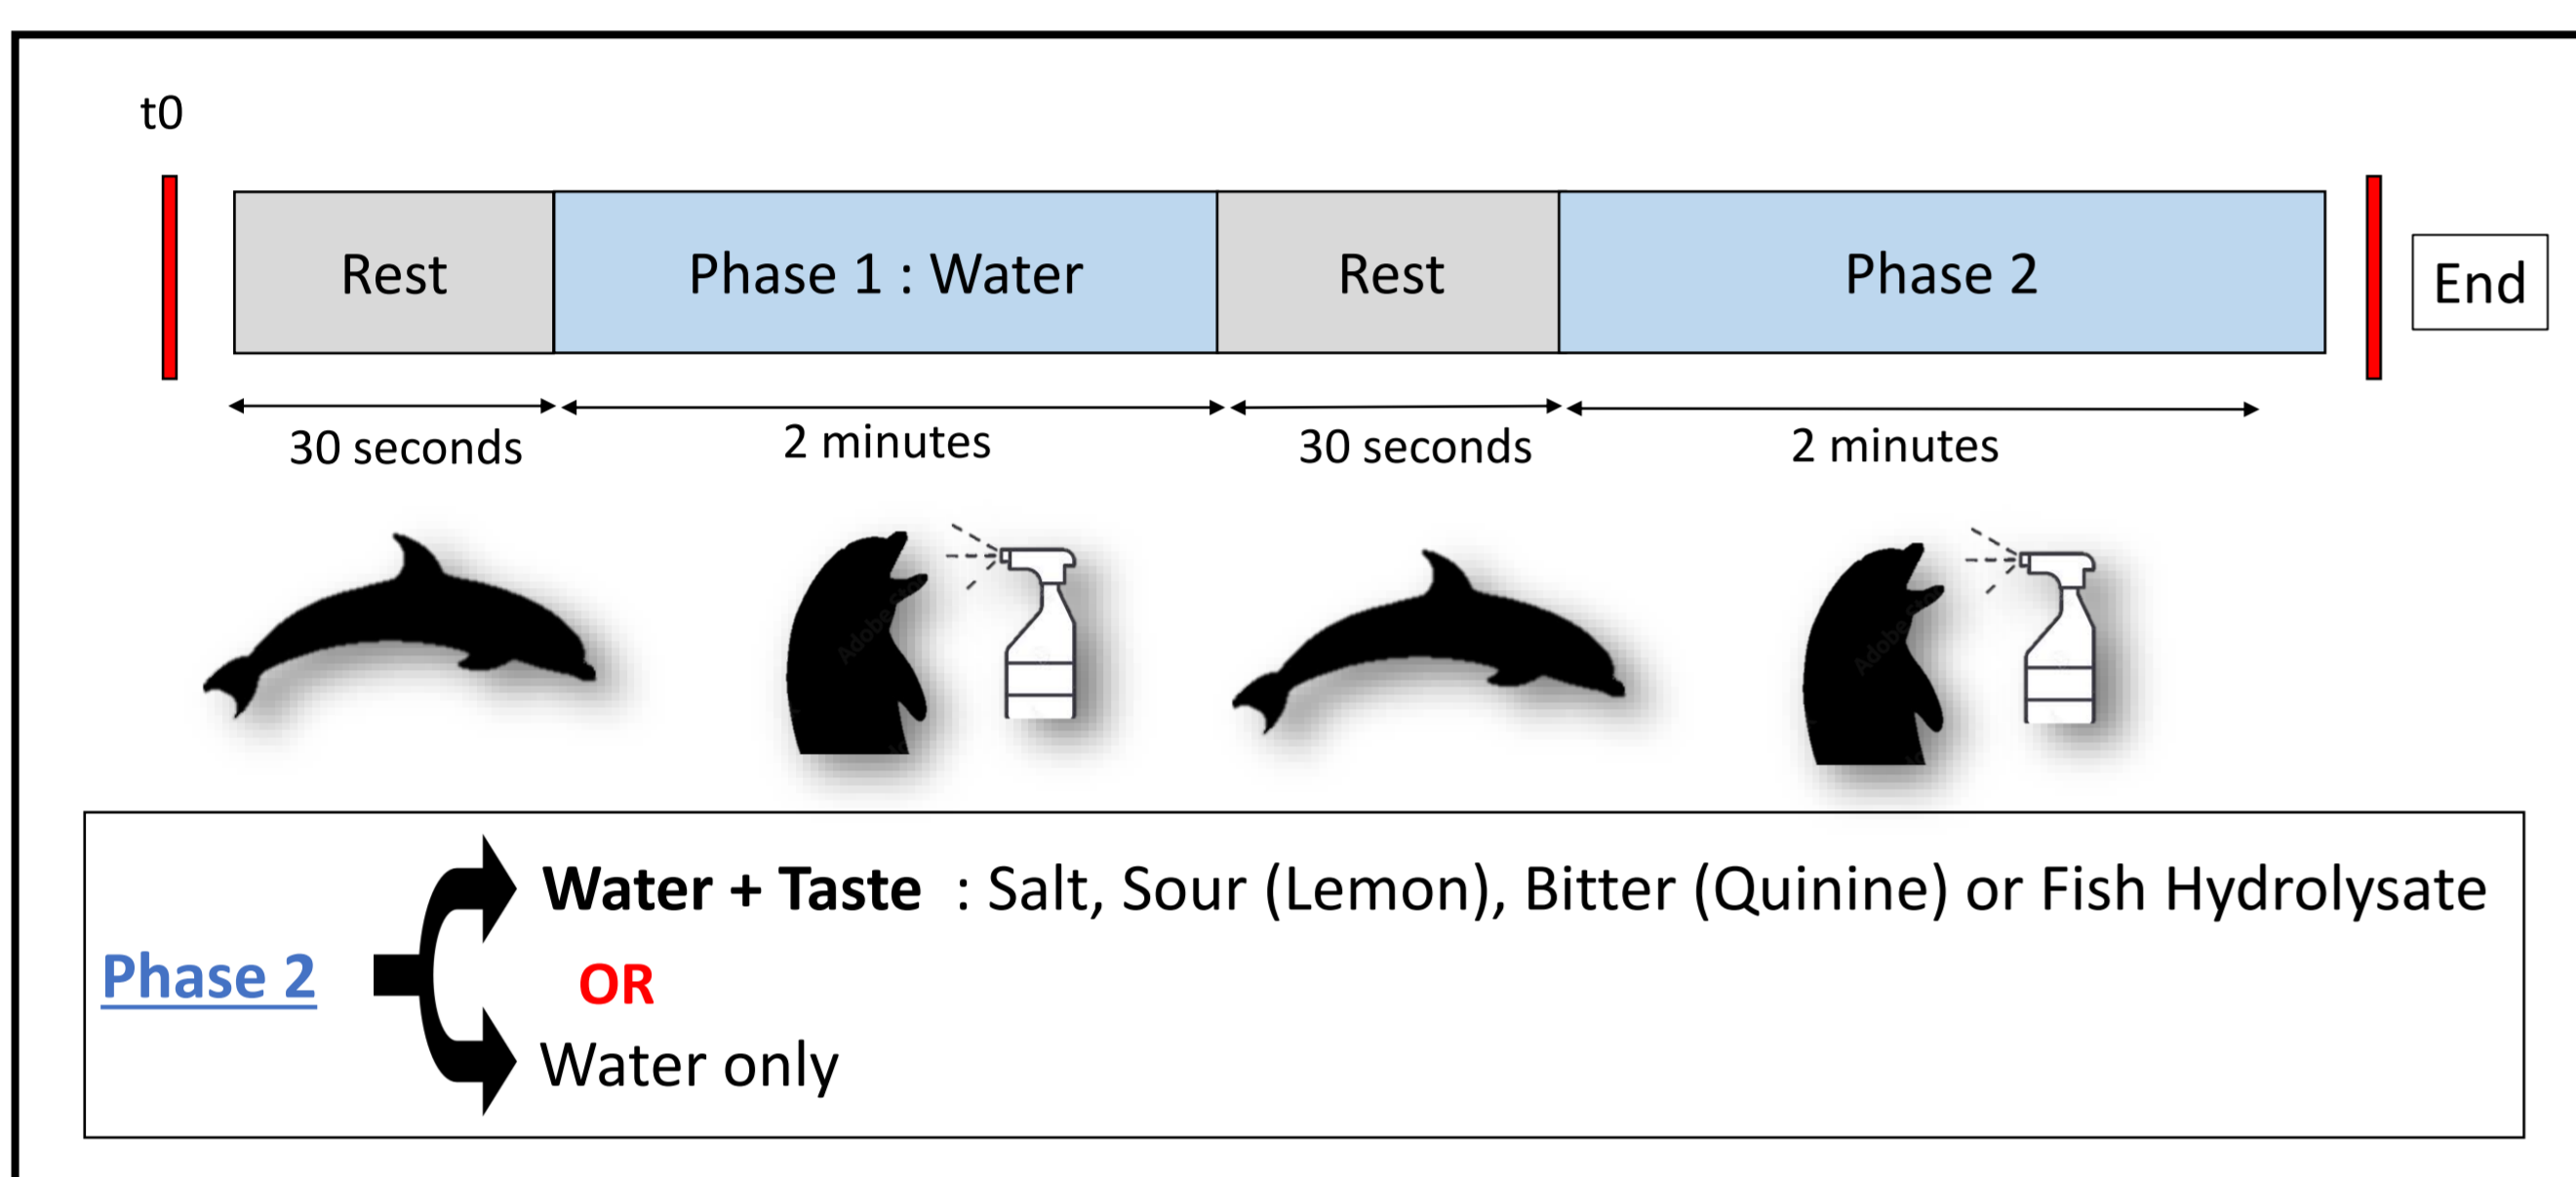 t0
Rest
Phase 1 : Water
Rest
Phase 2
End
30 seconds
2 minutes
30 seconds
2 minutes
Phase 2
Water + Taste : Salt, Sour (Lemon), Bitter (Quinine) or Fish Hydrolysate
OR
Water only